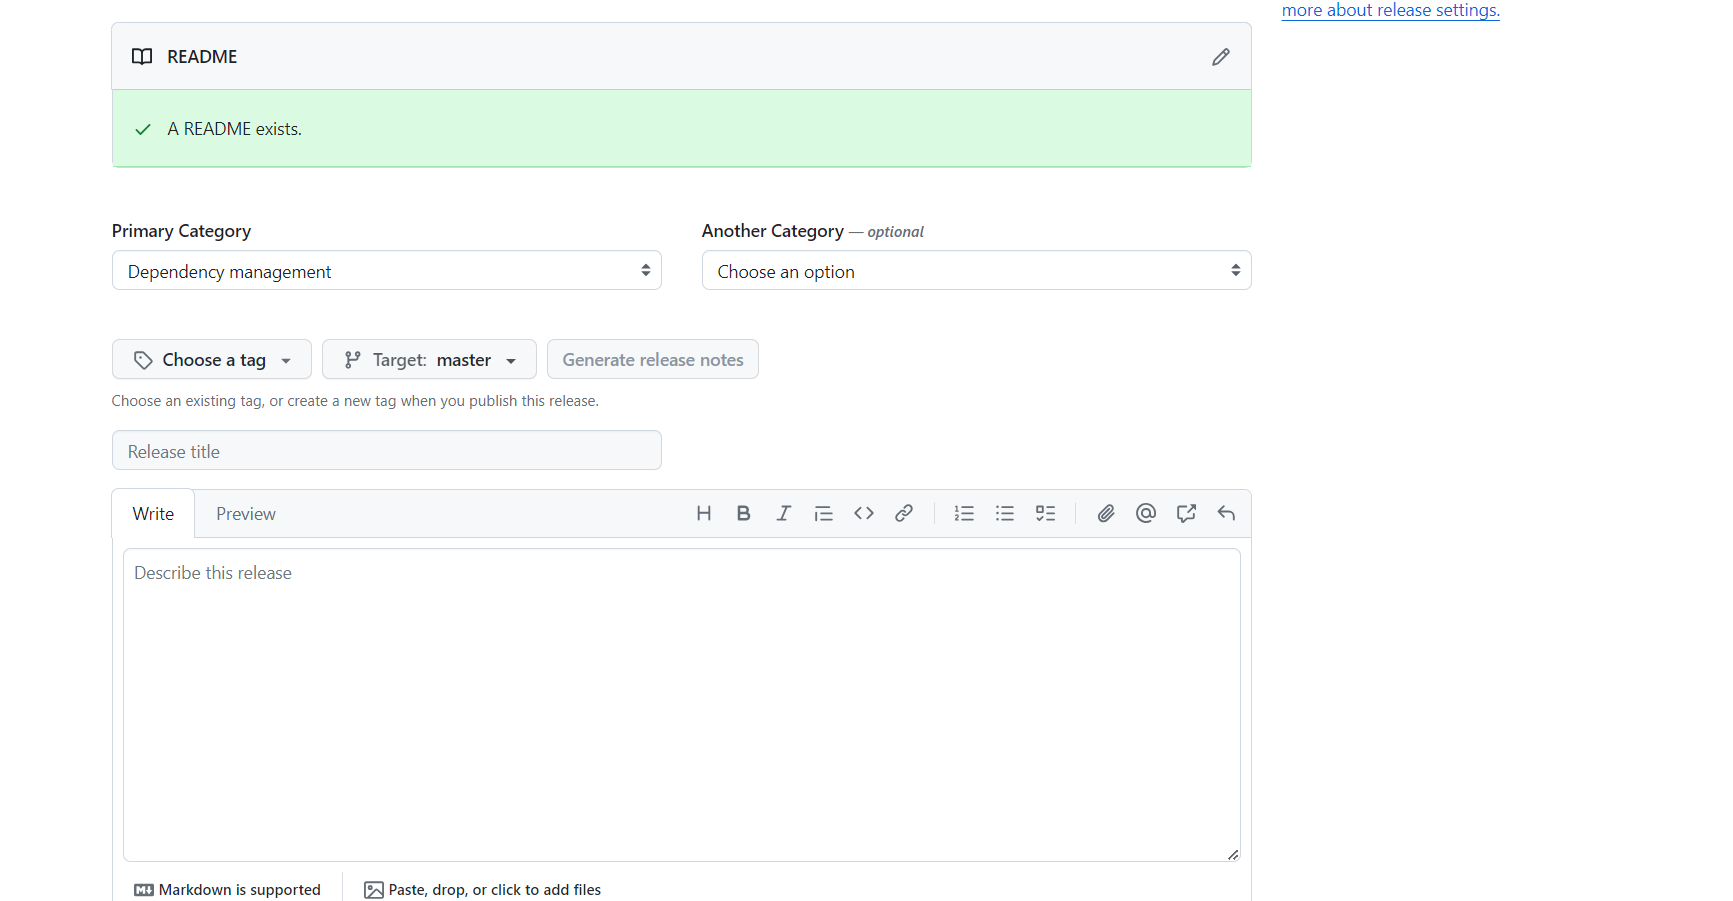 more about release settings.
README
A README exists.
Primary Category
Another Category — optional
Dependency management
Choose an option
Choose a tag
Target: master
Generate release notes
Choose an existing tag, or create a new tag when you publish this release.
Release title
Write
Preview
Describe this release
Markdown is supported
Paste, drop, or click to add files